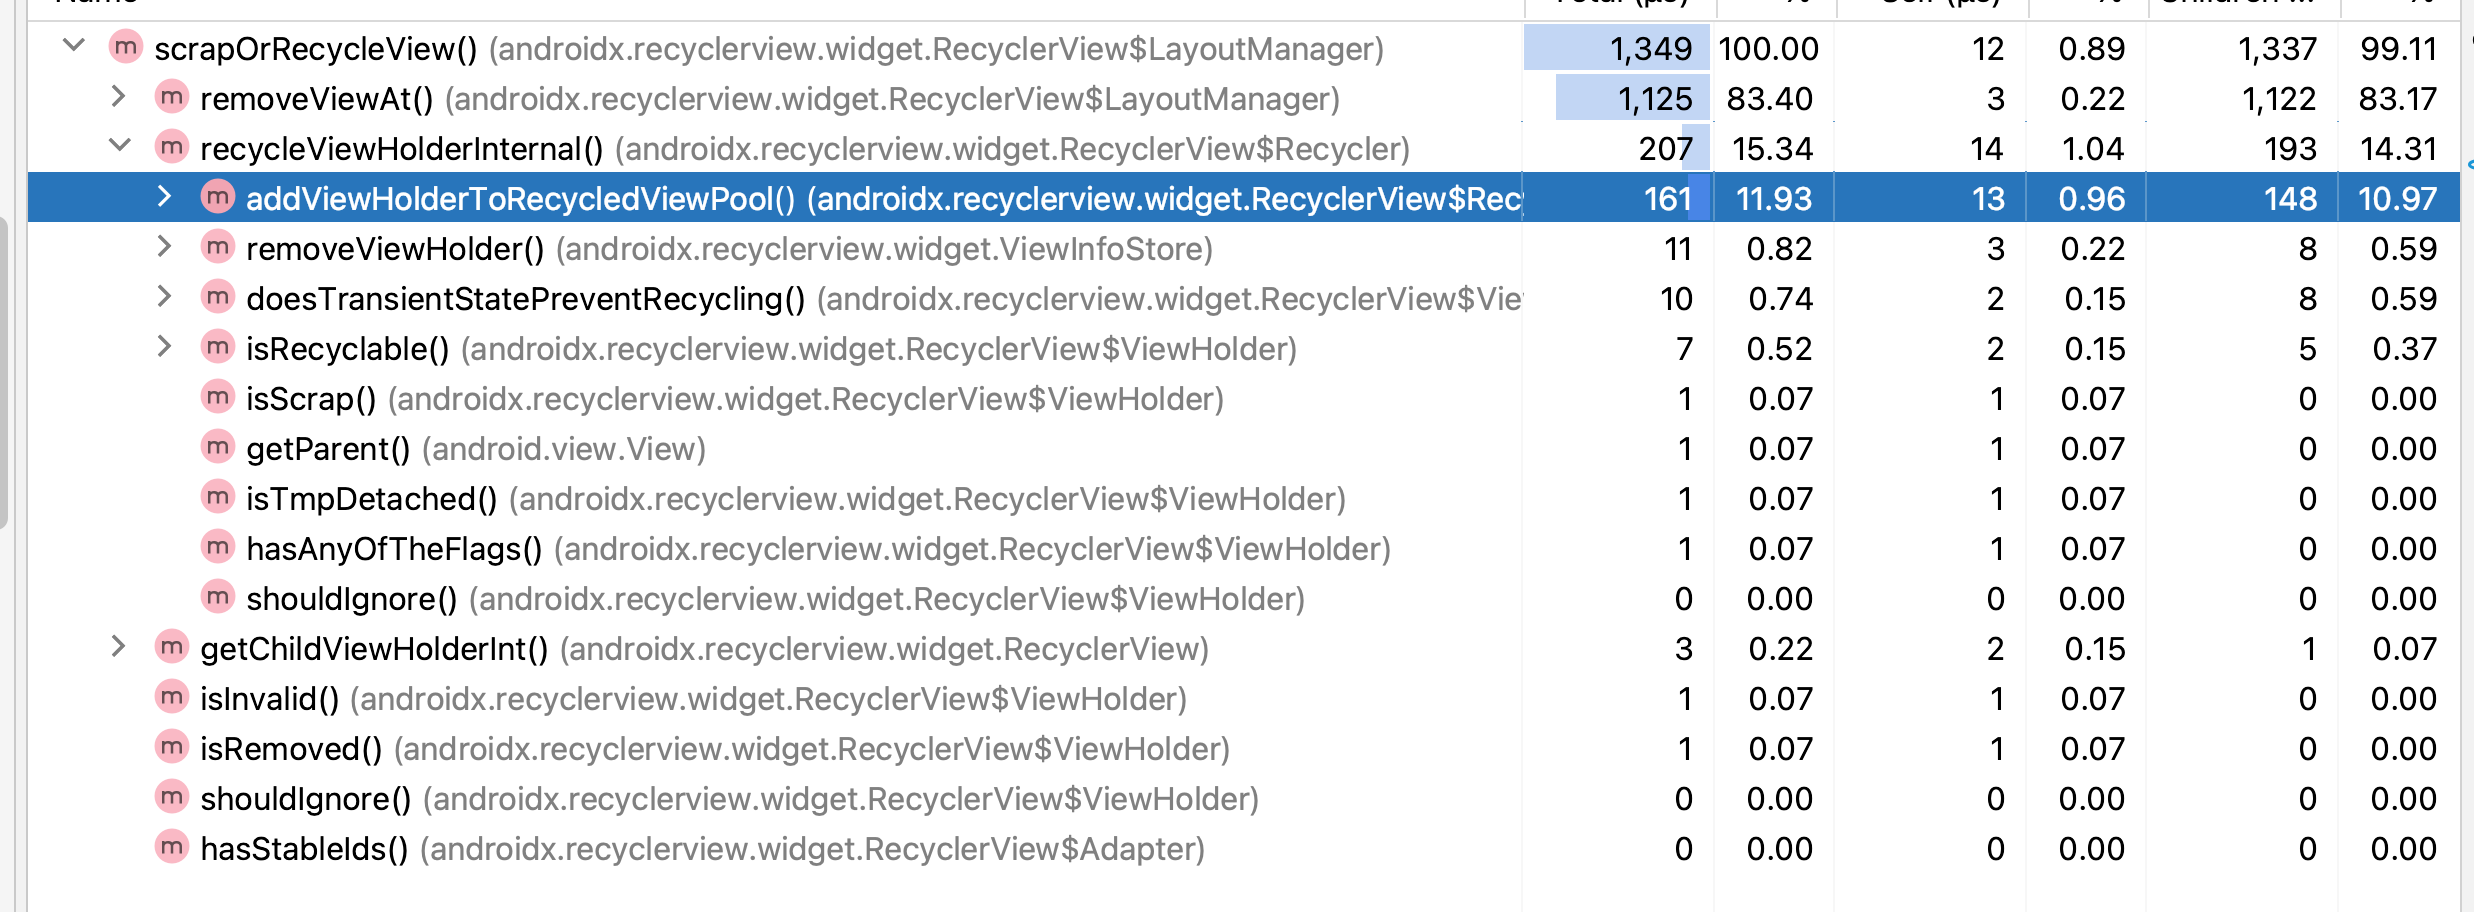 Name Total (μs) % Self (μs) % Children ... %
m scrapOrRecycleView() (androidx.recyclerview.widget.RecyclerView$LayoutManager) 1,349 100.00 12 0.89 1,337 99.11
m removeViewAt() (androidx.recyclerview.widget.RecyclerView$LayoutManager) 1,125 83.40 3 0.22 1,122 83.17
m recycleViewHolderInternal() (androidx.recyclerview.widget.RecyclerView$Recycler) 207 15.34 14 1.04 193 14.31
m addViewHolderToRecycledViewPool() (androidx.recyclerview.widget.RecyclerView$Rec 161 11.93 13 0.96 148 10.97
m removeViewHolder() (androidx.recyclerview.widget.ViewInfoStore) 11 0.82 3 0.22 8 0.59
m doesTransientStatePreventRecycling() (androidx.recyclerview.widget.RecyclerView$Vie 10 0.74 2 0.15 8 0.59
m isRecyclable() (androidx.recyclerview.widget.RecyclerView$ViewHolder) 7 0.52 2 0.15 5 0.37
m isScrap() (androidx.recyclerview.widget.RecyclerView$ViewHolder) 1 0.07 1 0.07 0 0.00
m getParent() (android.view.View) 1 0.07 1 0.07 0 0.00
m isTmpDetached() (androidx.recyclerview.widget.RecyclerView$ViewHolder) 1 0.07 1 0.07 0 0.00
m hasAnyOfTheFlags() (androidx.recyclerview.widget.RecyclerView$ViewHolder) 1 0.07 1 0.07 0 0.00
m shouldIgnore() (androidx.recyclerview.widget.RecyclerView$ViewHolder) 0 0.00 0 0.00 0 0.00
m getChildViewHolderInt() (androidx.recyclerview.widget.RecyclerView) 3 0.22 2 0.15 1 0.07
m isInvalid() (androidx.recyclerview.widget.RecyclerView$ViewHolder) 1 0.07 1 0.07 0 0.00
m isRemoved() (androidx.recyclerview.widget.RecyclerView$ViewHolder) 1 0.07 1 0.07 0 0.00
m shouldIgnore() (androidx.recyclerview.widget.RecyclerView$ViewHolder) 0 0.00 0 0.00 0 0.00
m hasStableIds() (androidx.recyclerview.widget.RecyclerView$Adapter) 0 0.00 0 0.00 0 0.00